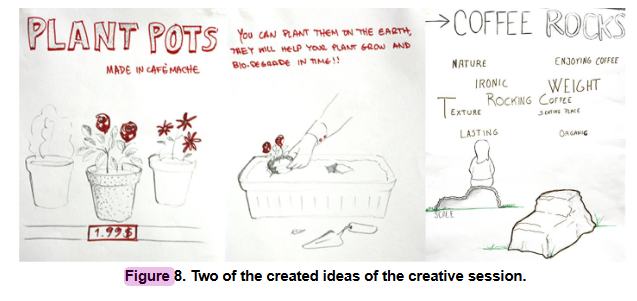 PLANT POTS
MADE IN CAFÈMACHE
1.99$
YOU CAN PLANT THEM ON THE EARTH,
THEY WILL HELP YOUR PLANT GROW AND
BIO-DEGRADE IN TIME!!
→COFFEE ROCKS
NATURE
ENJOYING COFFEE
IRONIC
WEIGHT
ROCKING COFFEE
TEXTURE
SEATING PLACE
LASTING
ORGANIC
SCALE
Figure 8. Two of the created ideas of the creative session.